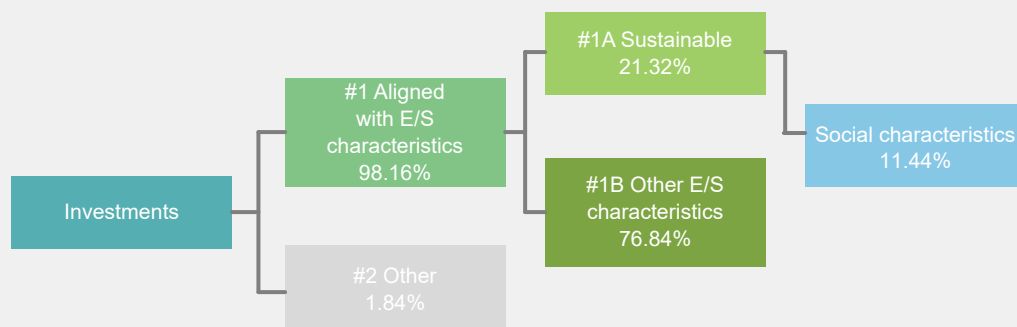 Investments
#1 Aligned
with E/S
characteristics
98.16%
#2 Other
1.84%
#1A Sustainable
21.32%
#1B Other E/S
characteristics
76.84%
Social characteristics
11.44%